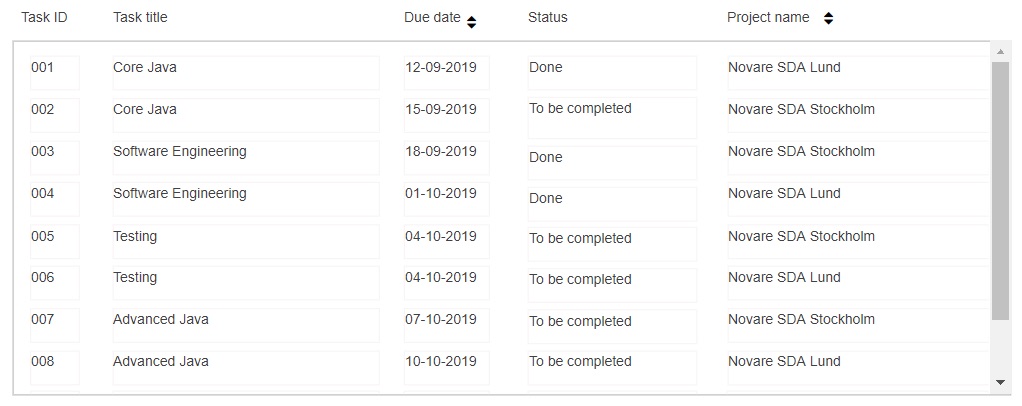 Task ID Task title Due date Status Project name
001 Core Java 12-09-2019 Done Novare SDA Lund
002 Core Java 15-09-2019 To be completed Novare SDA Stockholm
003 Software Engineering 18-09-2019 Done Novare SDA Stockholm
004 Software Engineering 01-10-2019 Done Novare SDA Lund
005 Testing 04-10-2019 To be completed Novare SDA Stockholm
006 Testing 04-10-2019 To be completed Novare SDA Lund
007 Advanced Java 07-10-2019 To be completed Novare SDA Stockholm
008 Advanced Java 10-10-2019 To be completed Novare SDA Lund